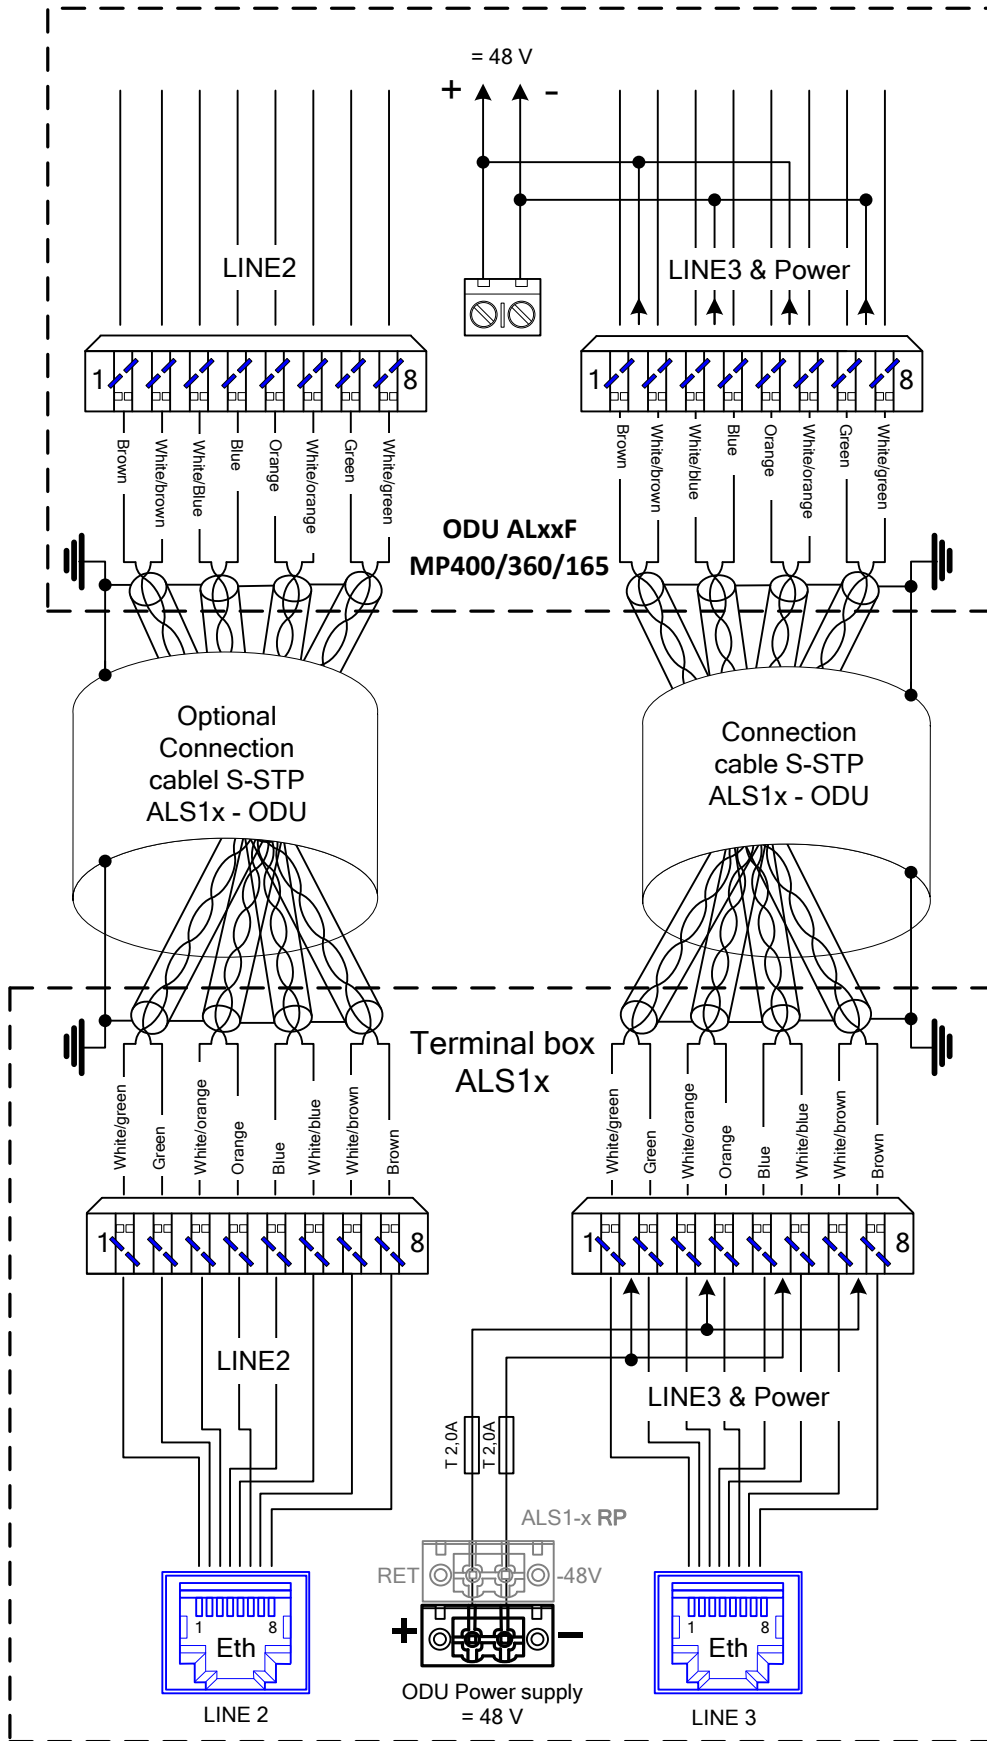 = 48 V
+ -
LINE2
LINE3 & Power
1 8
1 8
Brown
White/brown
White/Blue
Blue
Orange
White/orange
Green
White/green
Brown
White/brown
White/blue
Blue
Orange
White/orange
Green
White/green
ODU ALxxF
MP400/360/165
Optional
Connection
cablel S-STP
ALS1x - ODU
Connection
cable S-STP
ALS1x - ODU
Terminal box
ALS1x
White/green
Green
White/orange
Orange
Blue
White/blue
White/brown
Brown
White/green
Green
White/orange
Orange
Blue
White/blue
White/brown
Brown
1 8
1 8
LINE2
LINE3 & Power
T 2,0A
T 2,0A
ALS1-x RP
RET
-48V
+ -
1 8
Eth
1 8
Eth
ODU Power supply
= 48 V
LINE 2
LINE 3